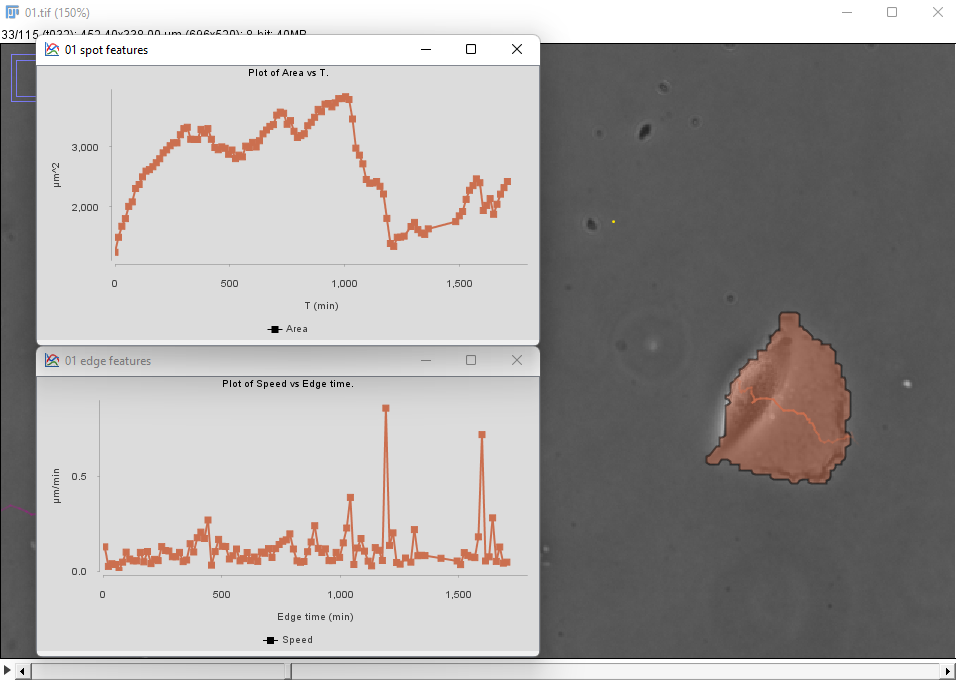 01.tif (150%)
33/115 (t032); 452.40x338.00 µm (696x520); 8-bit; 40MB
01 spot features
Plot of Area vs T.
µm^2
3,000
2,000
0 500 1,000 1,500
T (min)
Area
01 edge features
Plot of Speed vs Edge time.
µm/min
0.5
0.0
0 500 1,000 1,500
Edge time (min)
Speed